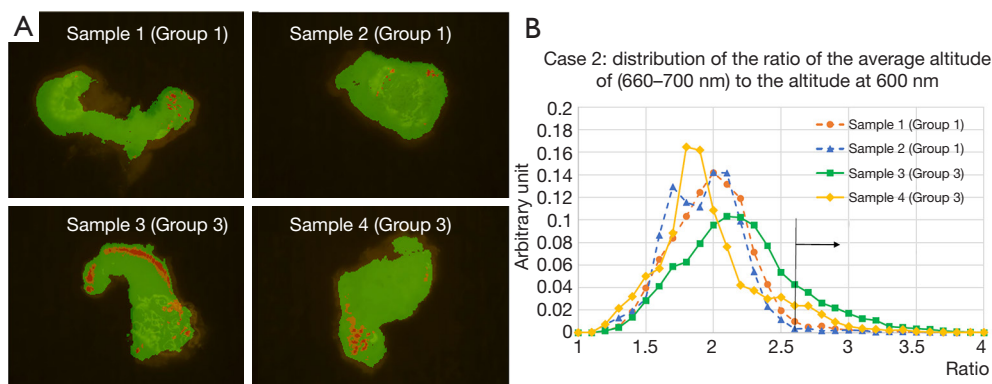 A
Sample 1 (Group 1)
Sample 2 (Group 1)
Sample 3 (Group 3)
Sample 4 (Group 3)
B
Case 2: distribution of the ratio of the average altitude
of (660–700 nm) to the altitude at 600 nm
Arbitrary unit
0.2
0.18
0.16
0.14
0.12
0.1
0.08
0.06
0.04
0.02
0
1
1.5
2
2.5
3
3.5
4
Ratio
Sample 1 (Group 1)
Sample 2 (Group 1)
Sample 3 (Group 3)
Sample 4 (Group 3)